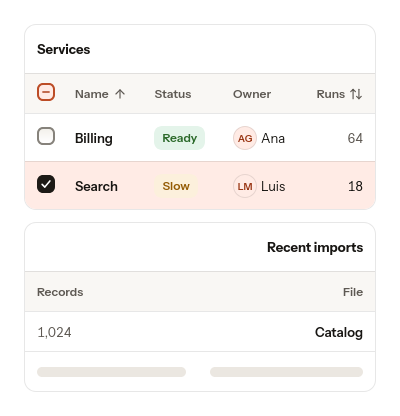 Services
Name Status Owner Runs
Billing Ready AG Ana 64
Search Slow LM Luis 18
Recent imports
Records File
1,024 Catalog